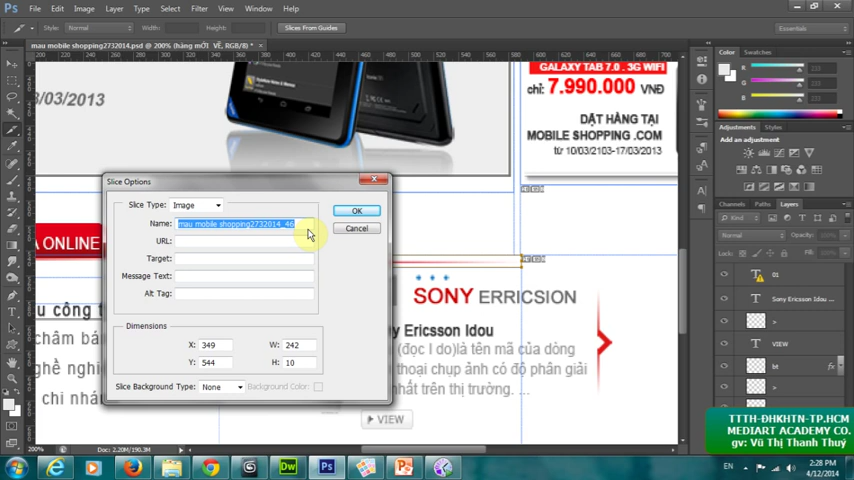 Ps File Edit Image Layer Type Select Filter View Window Help
Style: Normal Width: Height: Slices From Guides Essentials
mau mobile shopping2732014.psd @ 200% (hàng mới VỀ, RGB/8) *
3/03/2013
GALAXY TAB 7.0 . 3G WIFI
chỉ: 7.990.000 VNĐ
DẶT HÀNG TẠI
MOBILE SHOPPING .COM
từ 10/03/2103-17/03/2013
Slice Options
Slice Type: Image
Name: mau mobile shopping2732014_46
URL:
Target:
Message Text:
Alt Tag:
OK
Cancel
Dimensions
X: 349 W: 242
Y: 544 H: 10
Slice Background Type: None Background Color:
A ONLINE
SONY ERRICSION
y Ericsson Idou
(đọc I do)là tên mã của dòng
thoại chụp ảnh có độ phân giải
nhất trên thị trường. ...
VIEW
Color Swatches
R
G
B
Adjustments Styles
Add an adjustment
Channels Paths Layers
Kind
Normal Opacity:
Lock: Fill:
01
Sony Ericsson Idou ...
>
VIEW
bt fx
>
200% Doc: 2.20M/190.3M
TTTH-ĐHKHTN-TP.HCM
MEDIART ACADEMY CO.
gv: Vũ Thị Thanh Thuý
Dw Ps
EN 2:28 PM
4/12/2014